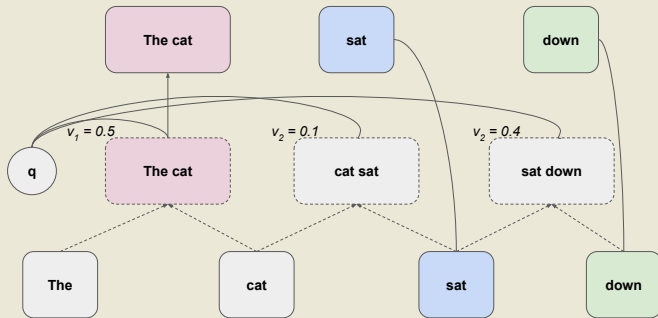 The cat
sat
down
v1 = 0.5
v2 = 0.1
v2 = 0.4
q
The cat
cat sat
sat down
The
cat
sat
down